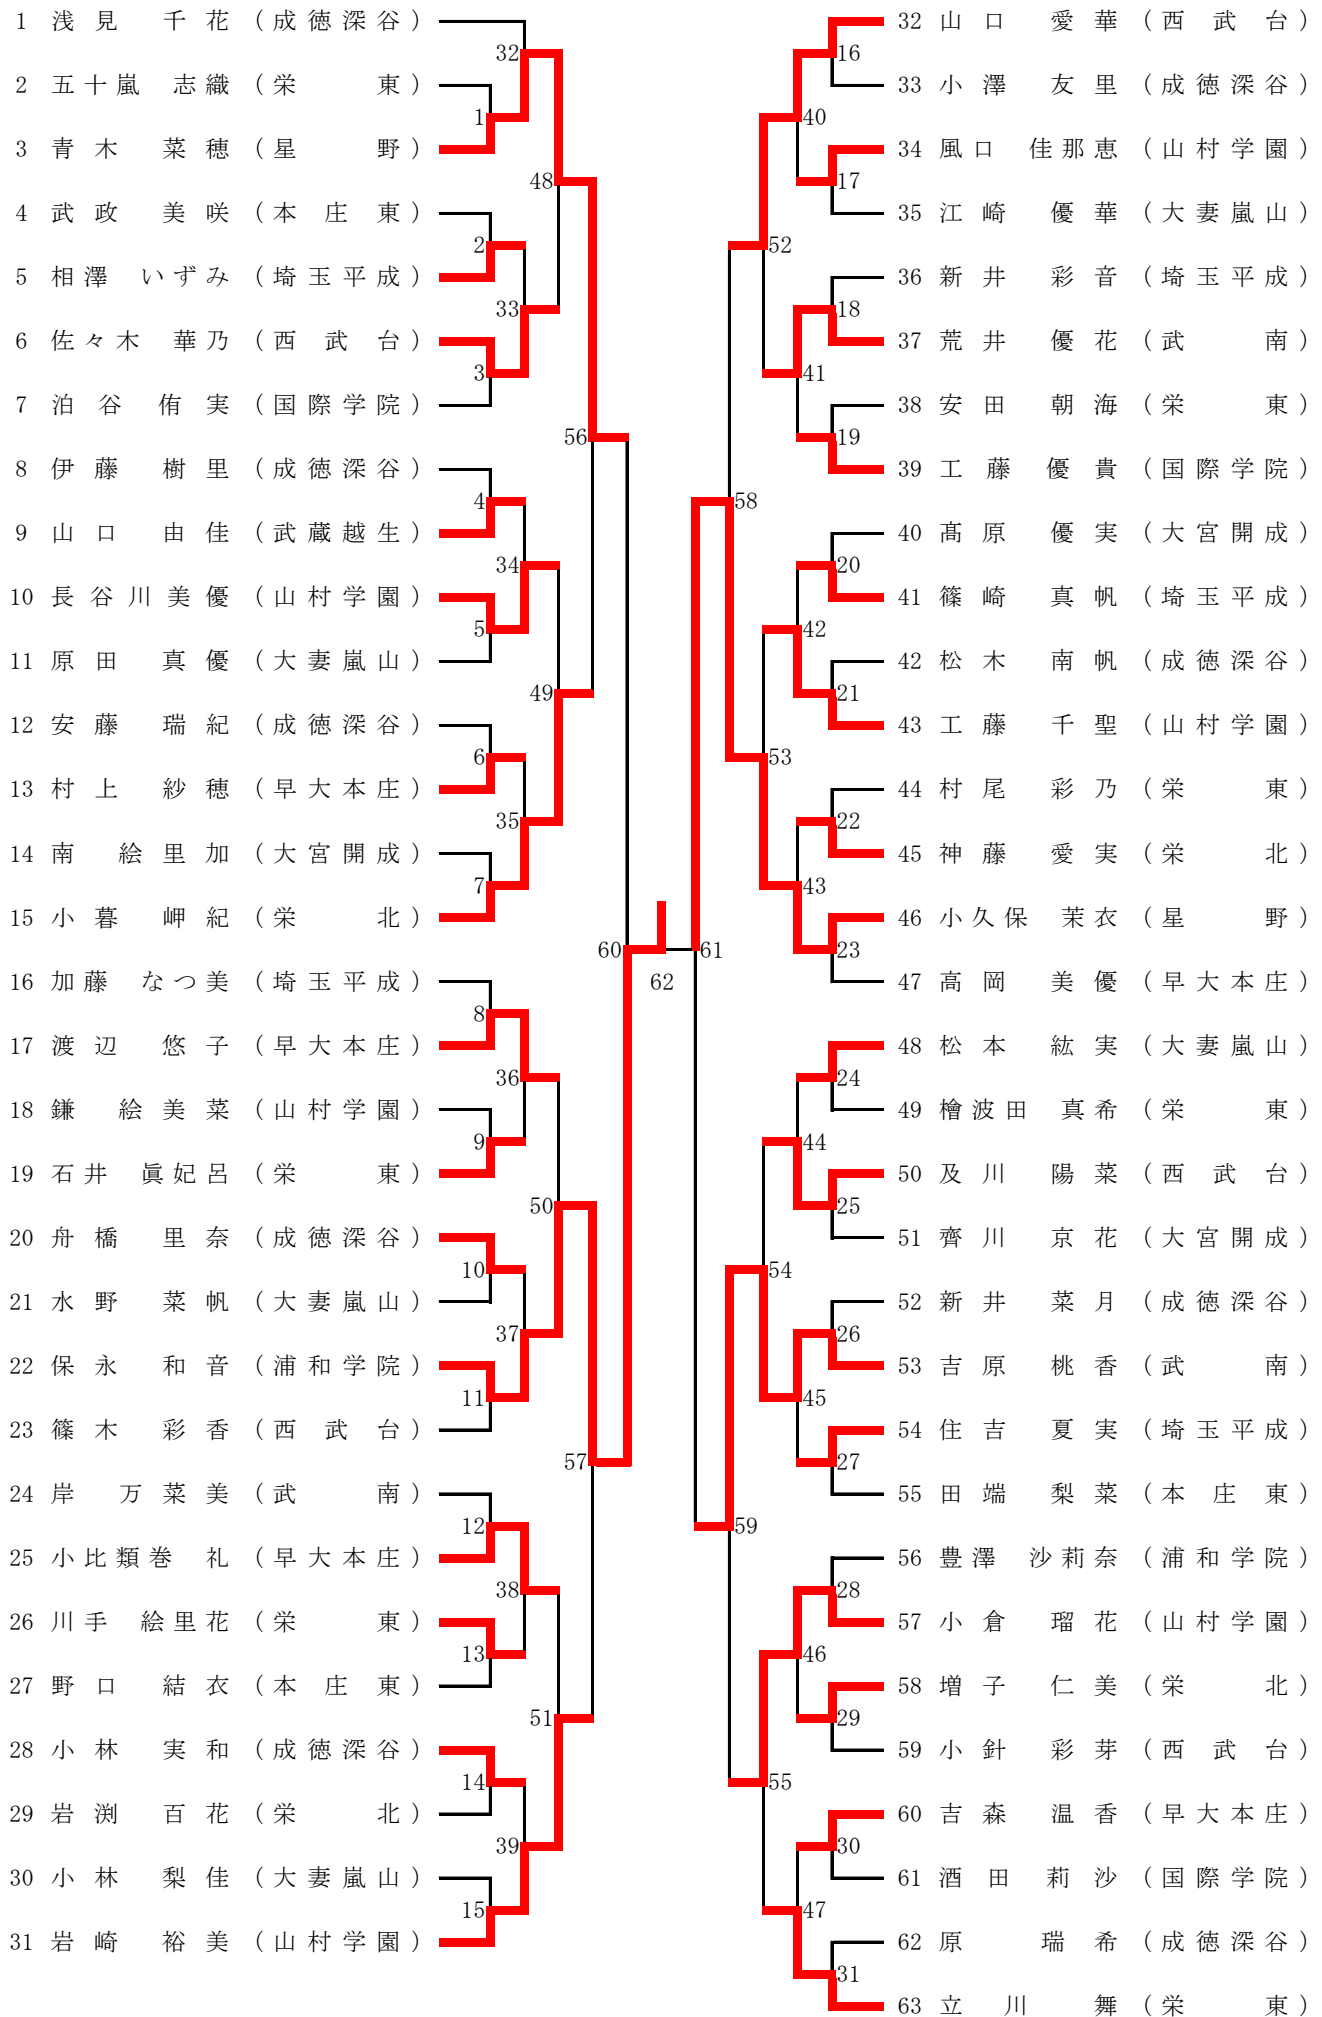 1 浅見 千花 (成徳深谷)
2 五十嵐 志織 (栄 東)
3 青木 菜穂 (星 野)
4 武政 美咲 (本庄東)
5 相澤 いずみ (埼玉平成)
6 佐々木 華乃 (西武台)
7 泊谷 侑実 (国際学院)
8 伊藤 樹里 (成徳深谷)
9 山口 由佳 (武蔵越生)
10 長谷川美優 (山村学園)
11 原田 真優 (大妻嵐山)
12 安藤 瑞紀 (成徳深谷)
13 村上 紗穂 (早大本庄)
14 南 絵里加 (大宮開成)
15 小暮 岬紀 (栄 北)
16 加藤 なつ美 (埼玉平成)
17 渡辺 悠子 (早大本庄)
18 鎌 絵美菜 (山村学園)
19 石井 眞妃呂 (栄 東)
20 舟橋 里奈 (成徳深谷)
21 水野 菜帆 (大妻嵐山)
22 保永 和音 (浦和学院)
23 篠木 彩香 (西武台)
24 岸 万菜美 (武 南)
25 小比類巻 礼 (早大本庄)
26 川手 絵里花 (栄 東)
27 野口 結衣 (本庄東)
28 小林 実和 (成徳深谷)
29 岩渕 百花 (栄 北)
30 小林 梨佳 (大妻嵐山)
31 岩崎 裕美 (山村学園)
1
2
3
4
5
6
7
8
9
10
11
12
13
14
15
32
33
34
35
36
37
38
39
48
49
50
51
56
57
60
62
61
58
59
52
53
54
55
40
41
42
43
44
45
46
47
16
17
18
19
20
21
22
23
24
25
26
27
28
29
30
31
32 山口 愛華 (西武台)
33 小澤 友里 (成徳深谷)
34 風口 佳那恵 (山村学園)
35 江崎 優華 (大妻嵐山)
36 新井 彩音 (埼玉平成)
37 荒井 優花 (武 南)
38 安田 朝海 (栄 東)
39 工藤 優貴 (国際学院)
40 髙原 優実 (大宮開成)
41 篠崎 真帆 (埼玉平成)
42 松木 南帆 (成徳深谷)
43 工藤 千聖 (山村学園)
44 村尾 彩乃 (栄 東)
45 神藤 愛実 (栄 北)
46 小久保 茉衣 (星 野)
47 高岡 美優 (早大本庄)
48 松本 紘実 (大妻嵐山)
49 檜波田 真希 (栄 東)
50 及川 陽菜 (西武台)
51 齊川 京花 (大宮開成)
52 新井 菜月 (成徳深谷)
53 吉原 桃香 (武 南)
54 住吉 夏実 (埼玉平成)
55 田端 梨菜 (本庄東)
56 豊澤 沙莉奈 (浦和学院)
57 小倉 瑠花 (山村学園)
58 増子 仁美 (栄 北)
59 小針 彩芽 (西武台)
60 吉森 温香 (早大本庄)
61 酒田 莉沙 (国際学院)
62 原 瑞希 (成徳深谷)
63 立川 舞 (栄 東)